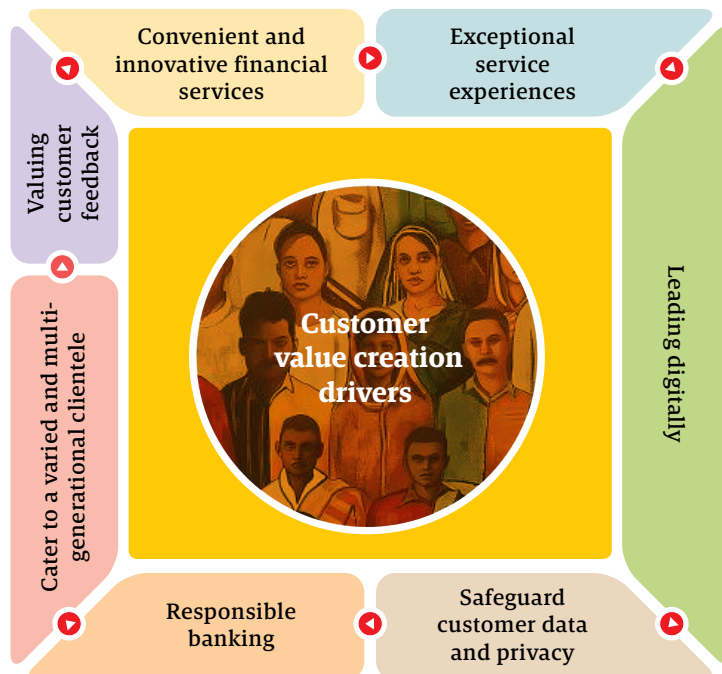 Convenient and
innovative financial
services
Exceptional
service
experiences
Leading digitally
Safeguard
customer data
and privacy
Responsible
banking
Cater to a varied and multi-
generational clientele
Valuing
customer
feedback
Customer
value creation
drivers